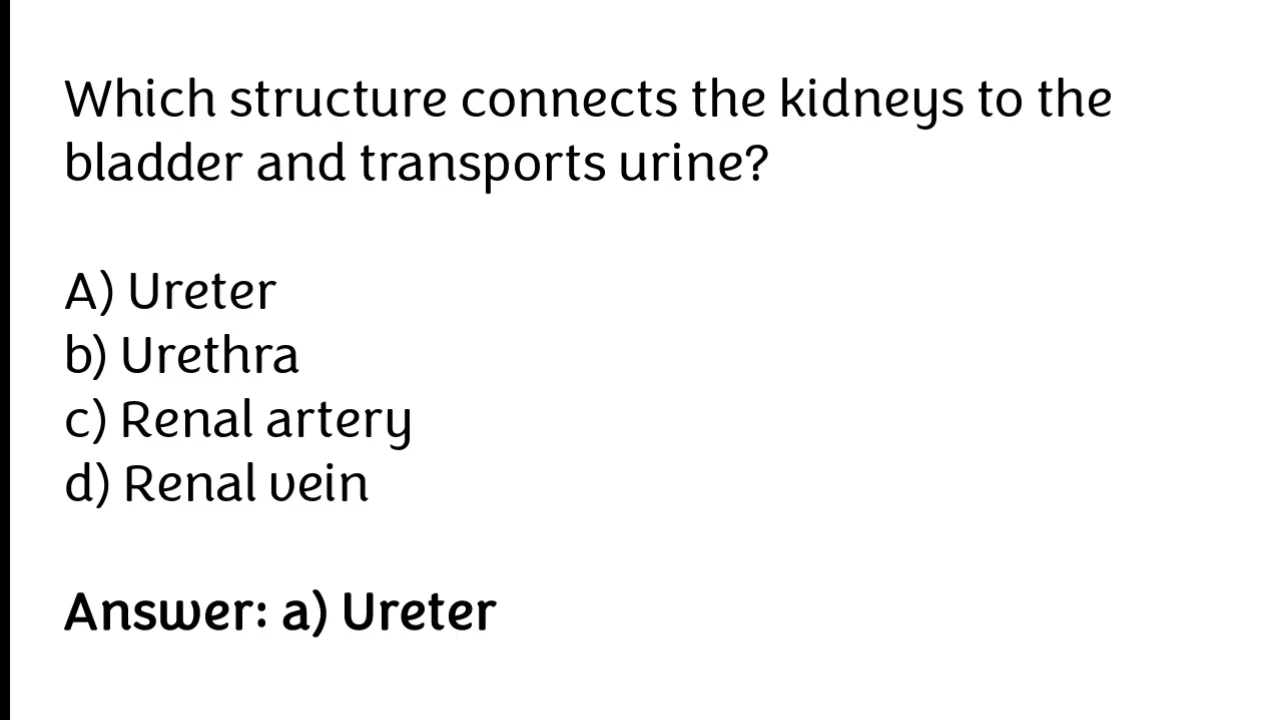 Which structure connects the kidneys to the
bladder and transports urine?
A) Ureter
b) Urethra
c) Renal artery
d) Renal vein
Answer: a) Ureter